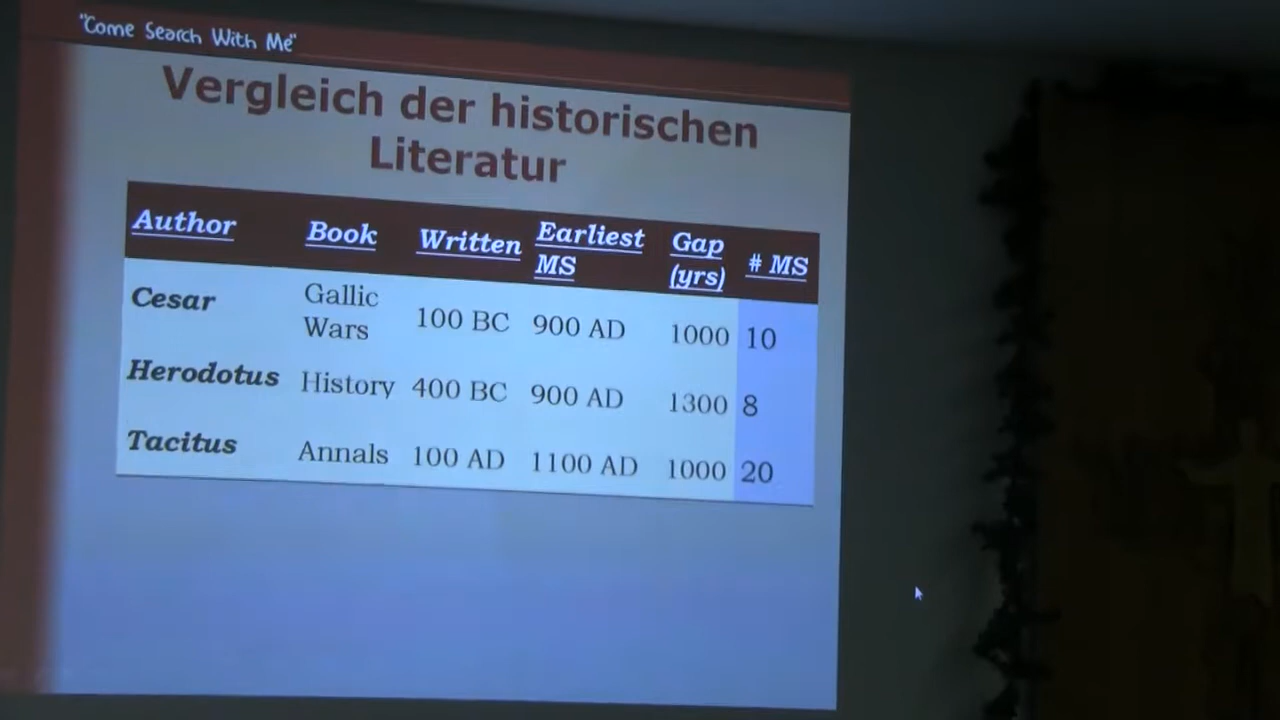 "Come Search With Me"
Vergleich der historischen
Literatur
Author Book Written Earliest MS Gap (yrs) # MS
Cesar Gallic Wars 100 BC 900 AD 1000 10
Herodotus History 400 BC 900 AD 1300 8
Tacitus Annals 100 AD 1100 AD 1000 20